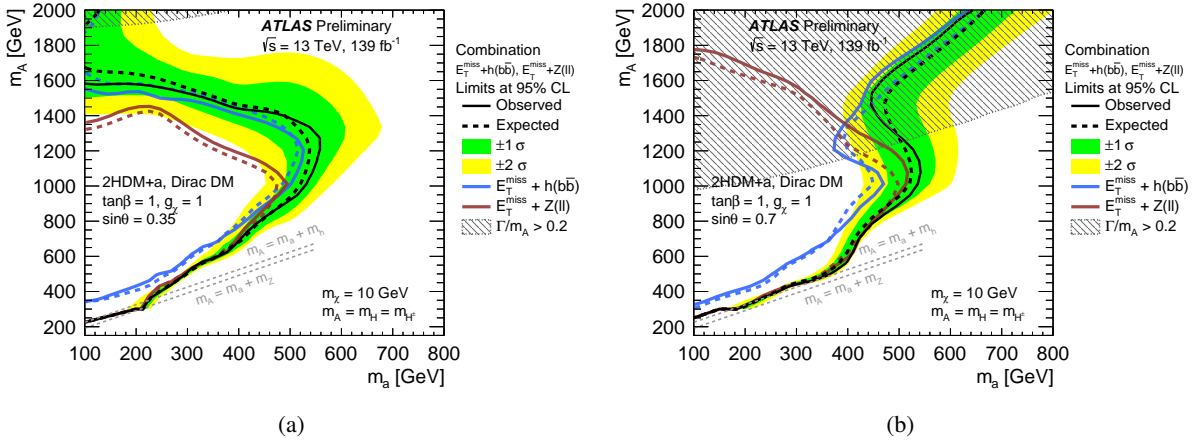 ATLAS Preliminary
√s = 13 TeV, 139 fb⁻¹
m_A [GeV]
2000
1800
1600
1400
1200
1000
800
600
400
200
2HDM+a, Dirac DM
tanβ = 1, g_χ = 1
sinθ = 0.35
m_A = m_a + m_h
m_A = m_a + m_Z
m_χ = 10 GeV
m_A = m_H = m_H±
100 200 300 400 500 600 700 800
m_a [GeV]
Combination
E_T^miss+h(bb̄), E_T^miss+Z(ll)
Limits at 95% CL
Observed
Expected
±1 σ
±2 σ
E_T^miss + h(bb̄)
E_T^miss + Z(ll)
Γ/m_A > 0.2
(a)
ATLAS Preliminary
√s = 13 TeV, 139 fb⁻¹
m_A [GeV]
2000
1800
1600
1400
1200
1000
800
600
400
200
2HDM+a, Dirac DM
tanβ = 1, g_χ = 1
sinθ = 0.7
m_A = m_a + m_h
m_A = m_a + m_Z
m_χ = 10 GeV
m_A = m_H = m_H±
100 200 300 400 500 600 700 800
m_a [GeV]
Combination
E_T^miss+h(bb̄), E_T^miss+Z(ll)
Limits at 95% CL
Observed
Expected
±1 σ
±2 σ
E_T^miss + h(bb̄)
E_T^miss + Z(ll)
Γ/m_A > 0.2
(b)